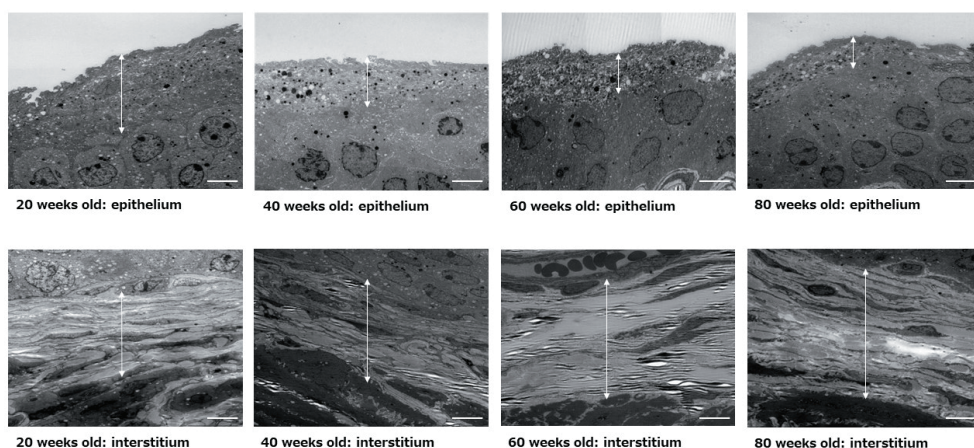 20 weeks old: epithelium
40 weeks old: epithelium
60 weeks old: epithelium
80 weeks old: epithelium
20 weeks old: interstitium
40 weeks old: interstitium
60 weeks old: interstitium
80 weeks old: interstitium